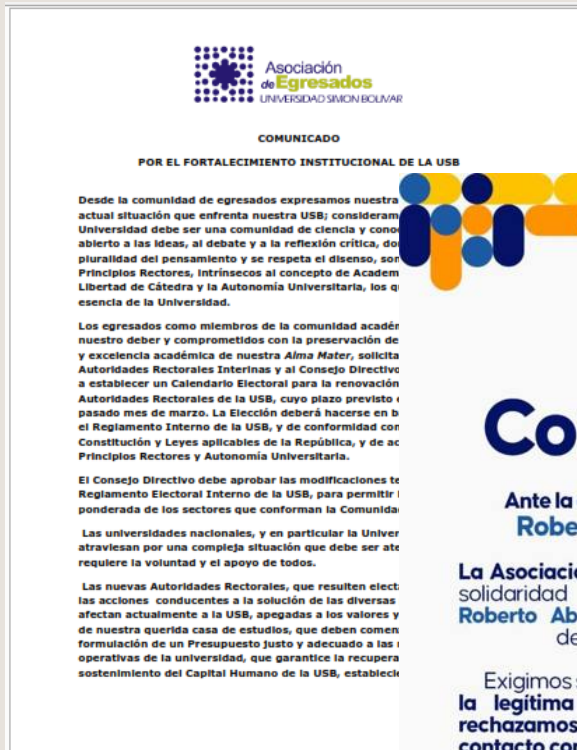 Asociación
de Egresados
UNIVERSIDAD SIMON BOLIVAR
COMUNICADO
POR EL FORTALECIMIENTO INSTITUCIONAL DE LA USB
Desde la comunidad de egresados expresamos nuestra
actual situación que enfrenta nuestra USB; consideram
Universidad debe ser una comunidad de ciencia y cono
abierto a las ideas, al debate y a la reflexión crítica, do
pluralidad del pensamiento y se respeta el disenso, son
Principios Rectores, intrínsecos al concepto de Academ
Libertad de Cátedra y la Autonomía Universitaria, los q
esencia de la Universidad.
Los egresados como miembros de la comunidad académ
nuestro deber y comprometidos con la preservación de
y excelencia académica de nuestra Alma Mater, solicita
Autoridades Rectorales Interinas y al Consejo Directivo
a establecer un Calendario Electoral para la renovación
Autoridades Rectorales de la USB, cuyo plazo previsto
pasado mes de marzo. La Elección deberá hacerse en b
el Reglamento Interno de la USB, y de conformidad con
Constitución y Leyes aplicables de la República, y de ac
Principios Rectores y Autonomía Universitaria.
El Consejo Directivo debe aprobar las modificaciones te
Reglamento Electoral Interno de la USB, para permitir
ponderada de los sectores que conforman la Comunida
Las universidades nacionales, y en particular la Univer
atraviesan por una compleja situación que debe ser ate
requiere la voluntad y el apoyo de todos.
Las nuevas Autoridades Rectorales, que resulten elect
las acciones conducentes a la solución de las diversas
afectan actualmente a la USB, apegadas a los valores y
de nuestra querida casa de estudios, que deben comen
formulación de un Presupuesto justo y adecuado a las
operativas de la universidad, que garantice la recupera
sostenimiento del Capital Humano de la USB, establecie
Co
Ante la
Robe
La Asociaci
solidaridad
Roberto Ab
de
Exigimos s
la legítima
rechazamos
contacto con